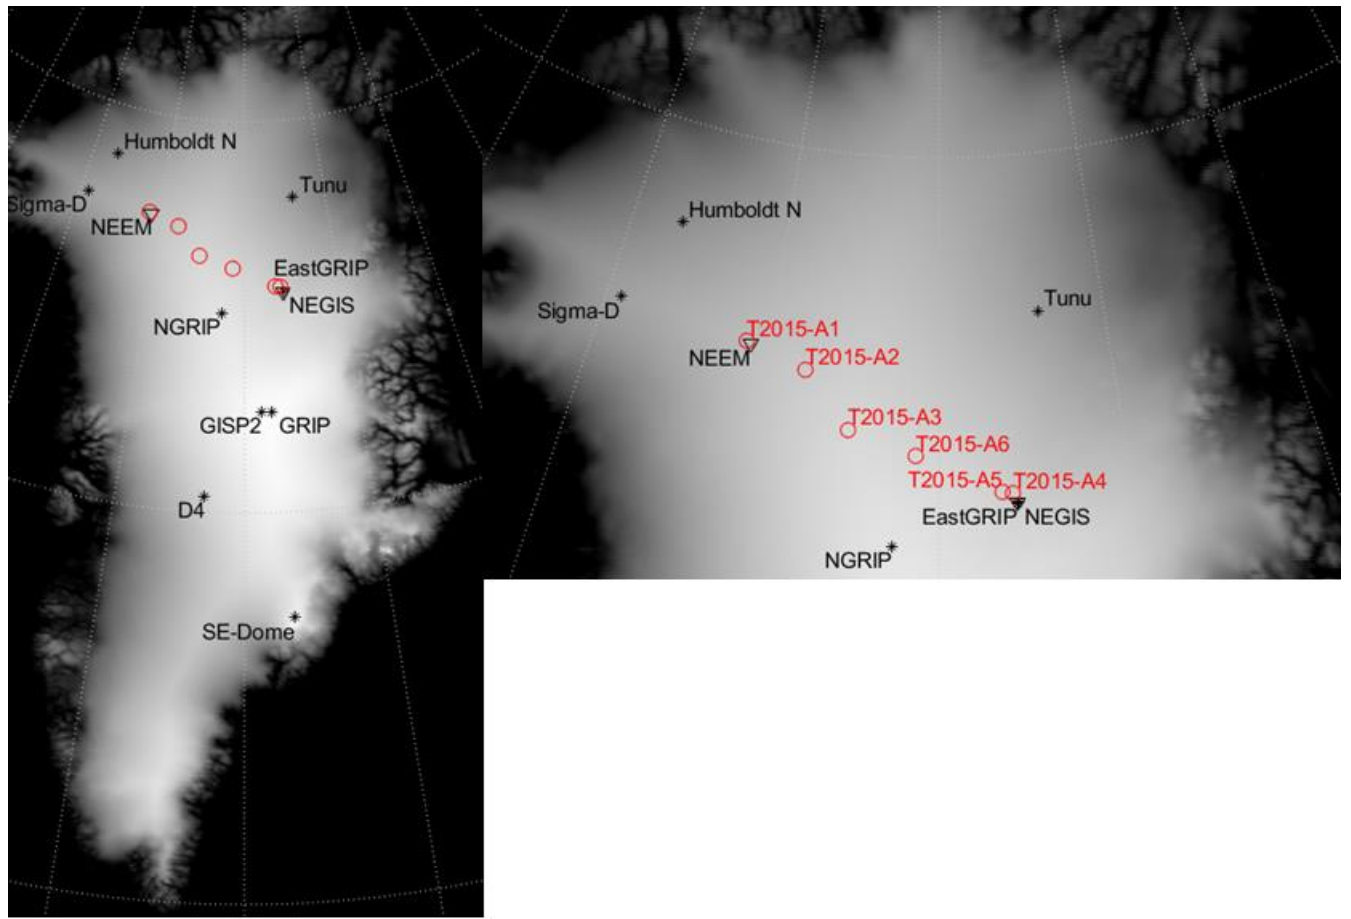 Humboldt N
Tunu
Sigma-D
NEEM
EastGRIP
NEGIS
NGRIP
GISP2
GRIP
D4
SE-Dome
Humboldt N
Sigma-D
Tunu
T2015-A1
NEEM
T2015-A2
T2015-A3
T2015-A6
T2015-A5
T2015-A4
EastGRIP
NEGIS
NGRIP